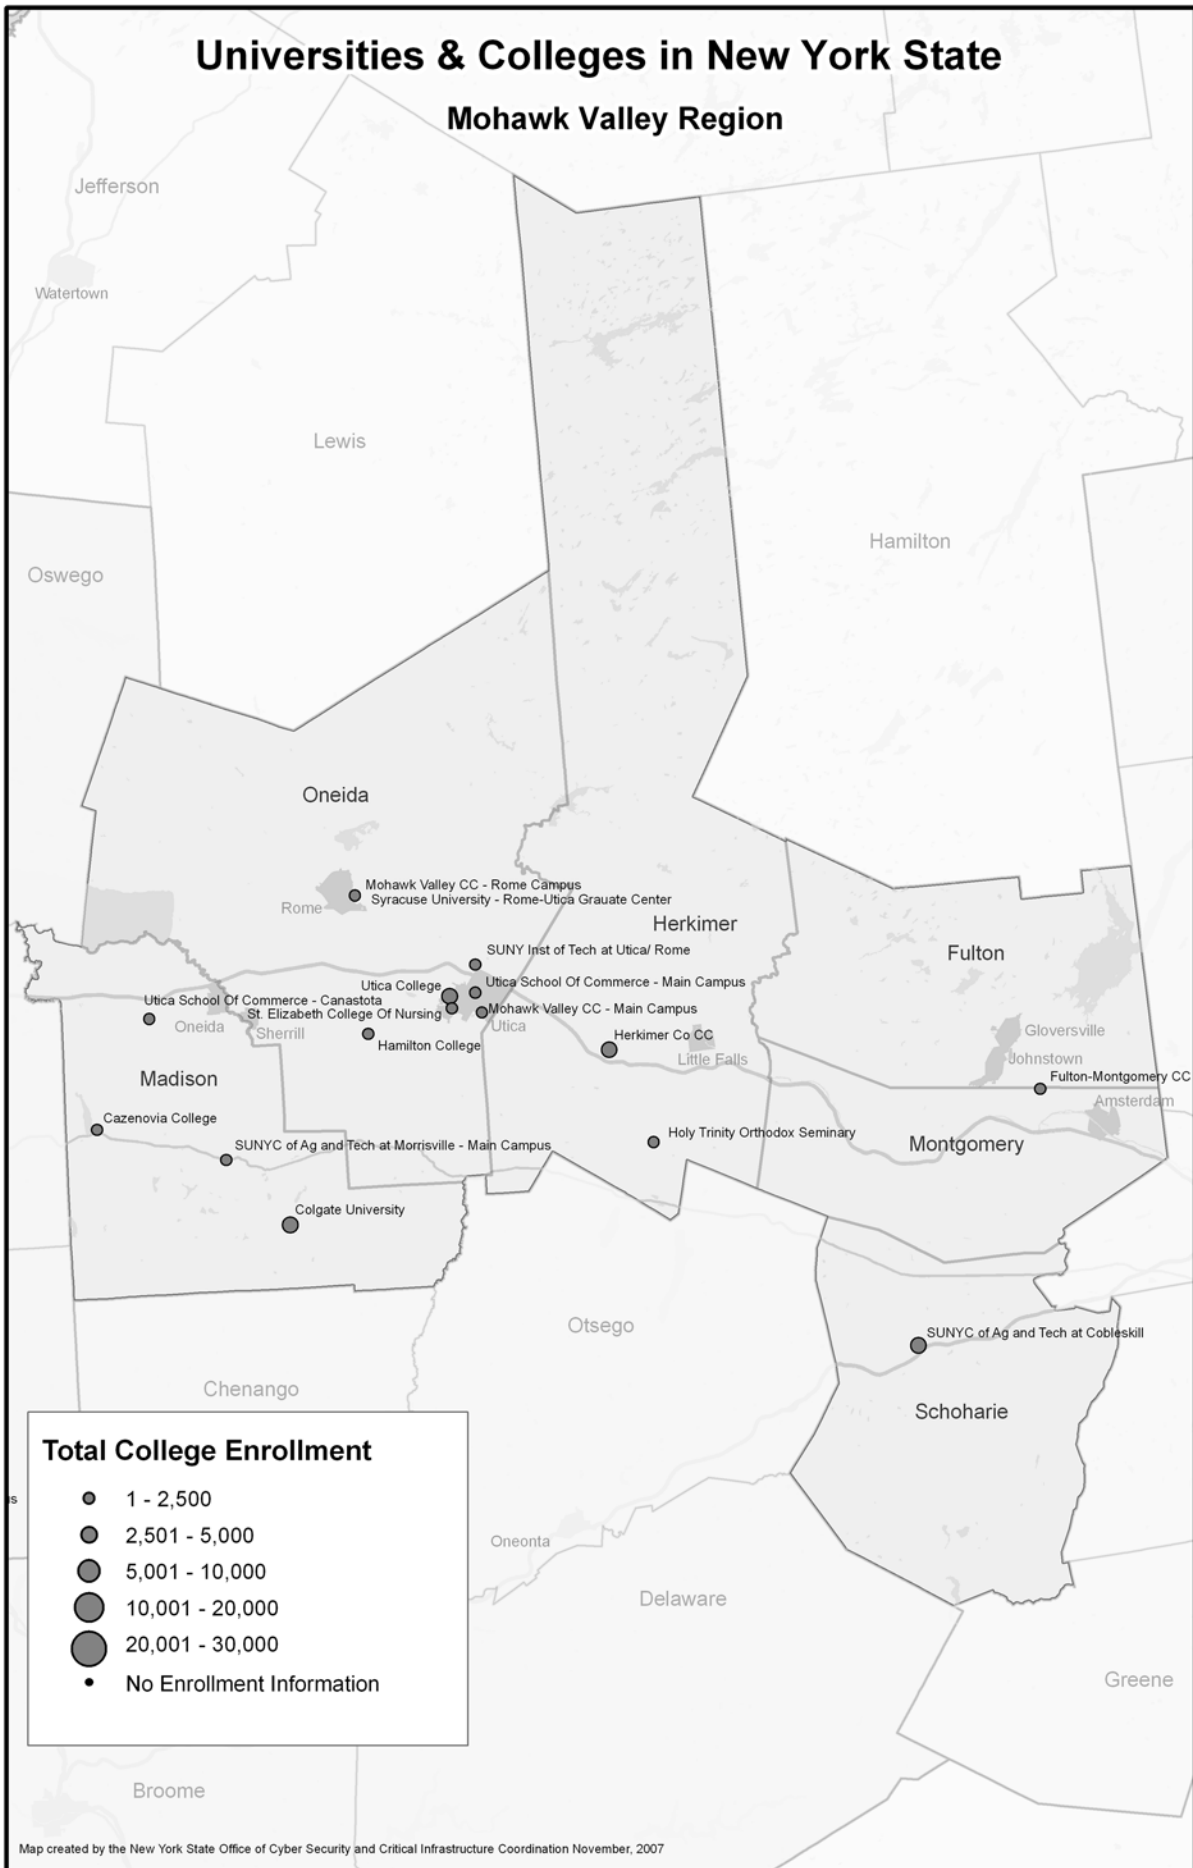 Universities & Colleges in New York State
Mohawk Valley Region
Jefferson
Watertown
Lewis
Hamilton
Oswego
Oneida
Mohawk Valley CC - Rome Campus
Syracuse University - Rome-Utica Grauate Center
Rome
Herkimer
SUNY Inst of Tech at Utica/ Rome
Fulton
Utica College
Utica School Of Commerce - Main Campus
Utica School Of Commerce - Canastota
St. Elizabeth College Of Nursing
Mohawk Valley CC - Main Campus
Oneida
Sherrill
Utica
Gloversville
Herkimer Co CC
Hamilton College
Little Falls
Johnstown
Madison
Fulton-Montgomery CC
Amsterdam
Cazenovia College
Holy Trinity Orthodox Seminary
SUNYC of Ag and Tech at Morrisville - Main Campus
Montgomery
Colgate University
Otsego
SUNYC of Ag and Tech at Cobleskill
Chenango
Schoharie
Total College Enrollment
1 - 2,500
is
2,501 - 5,000
Oneonta
5,001 - 10,000
Delaware
10,001 - 20,000
20,001 - 30,000
No Enrollment Information
Greene
Broome
Map created by the New York State Office of Cyber Security and Critical Infrastructure Coordination November, 2007